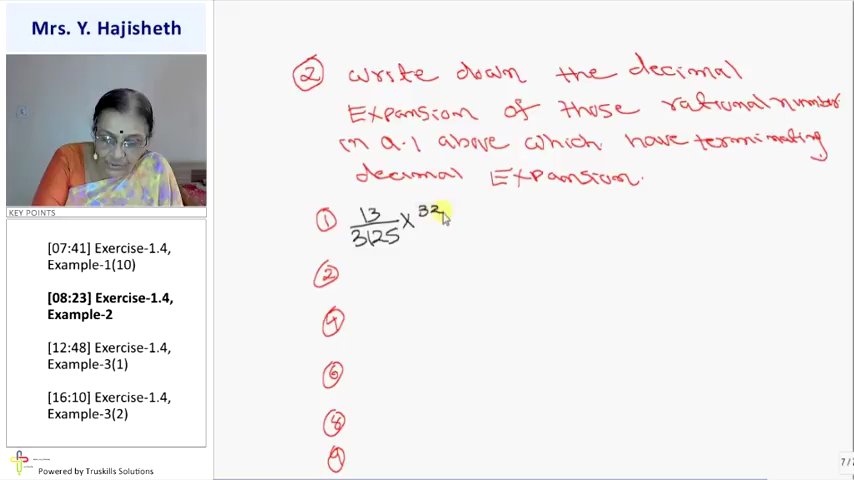 Mrs. Y. Hajisheth
KEY POINTS
[07:41] Exercise-1.4,
Example-1(10)
[08:23] Exercise-1.4,
Example-2
[12:48] Exercise-1.4,
Example-3(1)
[16:10] Exercise-1.4,
Example-3(2)
Powered by Truskills Solutions
② write down the decimal
Expansion of those rational number
in Q.1 above which have terminating
decimal Expansion.
① 13/3125 × 32
②
④
⑥
⑧
⑨
7/7